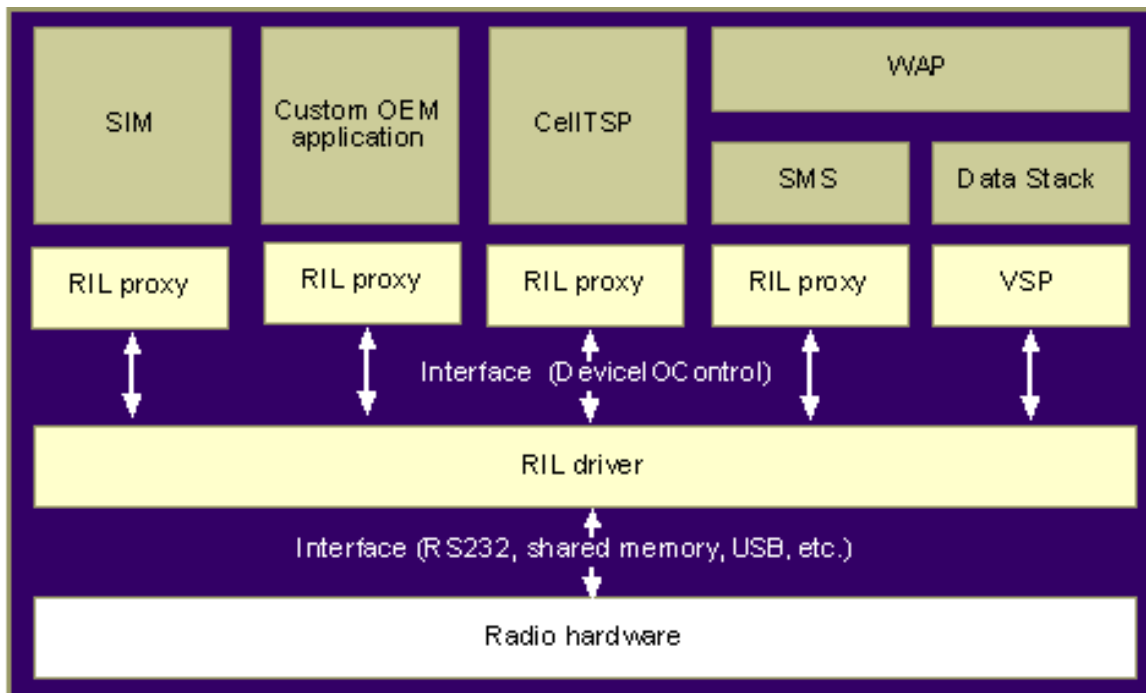 SIM
Custom OEM
application
CellTSP
WAP
SMS
Data Stack
RIL proxy
RIL proxy
RIL proxy
RIL proxy
VSP
Interface (DeviceIOControl)
RIL driver
Interface (RS232, shared memory, USB, etc.)
Radio hardware